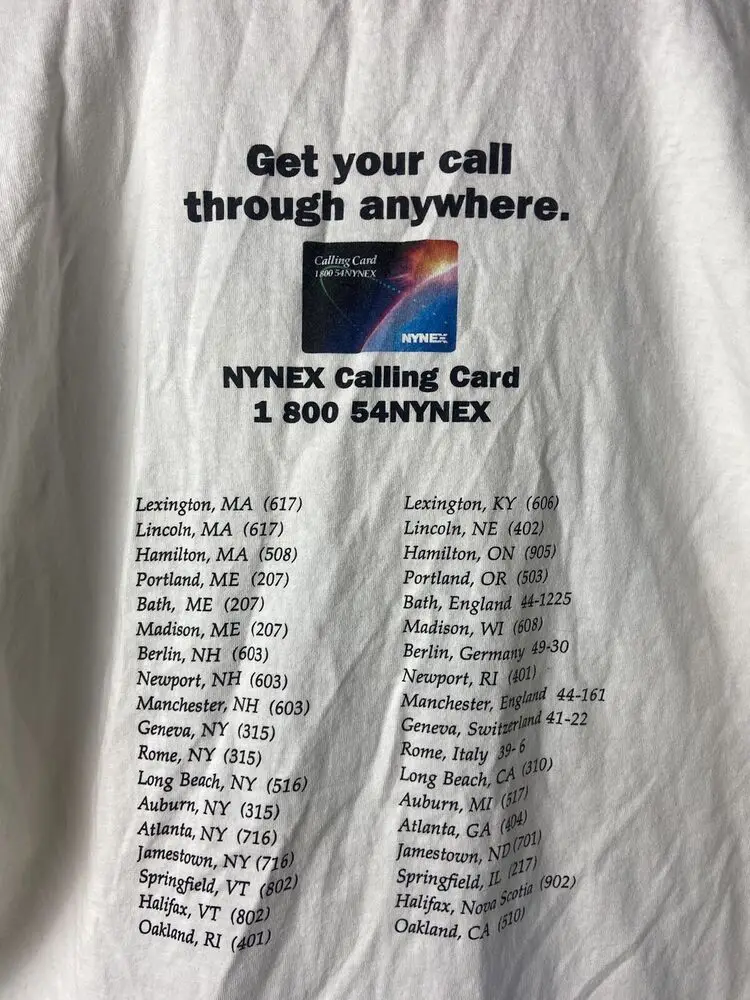 Get your call
through anywhere.
Calling Card
1 800 54NYNEX
NYNEX
NYNEX Calling Card
1 800 54NYNEX
Lexington, MA (617)
Lincoln, MA (617)
Hamilton, MA (508)
Portland, ME (207)
Bath, ME (207)
Madison, ME (207)
Berlin, NH (603)
Newport, NH (603)
Manchester, NH (603)
Geneva, NY (315)
Rome, NY (315)
Long Beach, NY (516)
Auburn, NY (315)
Atlanta, NY (716)
Jamestown, NY (716)
Springfield, VT (802)
Halifax, VT (802)
Oakland, RI (401)
Lexington, KY (606)
Lincoln, NE (402)
Hamilton, ON (905)
Portland, OR (503)
Bath, England 44-1225
Madison, WI (608)
Berlin, Germany 49-30
Newport, RI (401)
Manchester, England 44-161
Geneva, Switzerland 41-22
Rome, Italy 39-6
Long Beach, CA (310)
Auburn, MI (517)
Atlanta, GA (404)
Jamestown, ND (701)
Springfield, IL (217)
Halifax, Nova Scotia (902)
Oakland, CA (510)